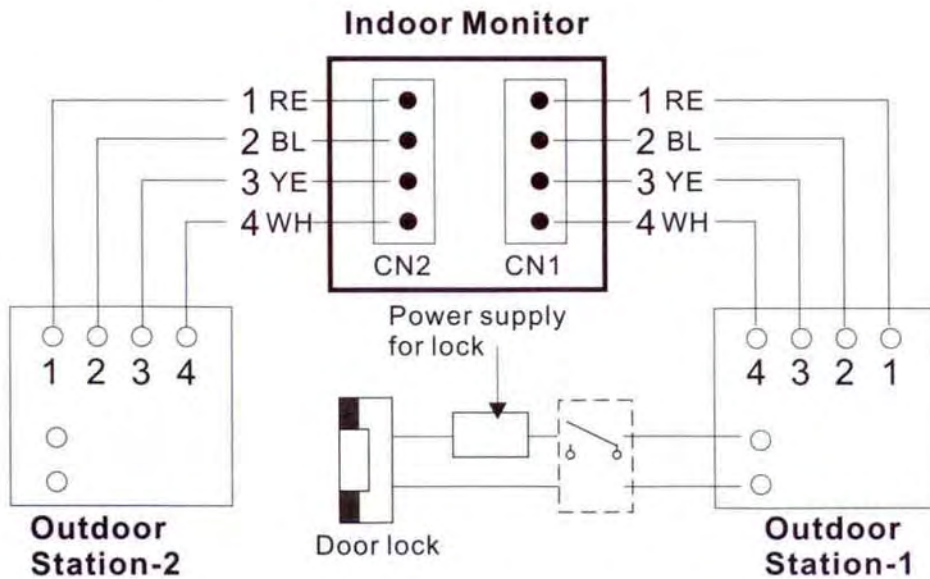 Indoor Monitor
1 RE
2 BL
3 YE
4 WH
CN2
CN1
1 RE
2 BL
3 YE
4 WH
1 2 3 4
Outdoor
Station-2
Power supply
for lock
Door lock
4 3 2 1
Outdoor
Station-1